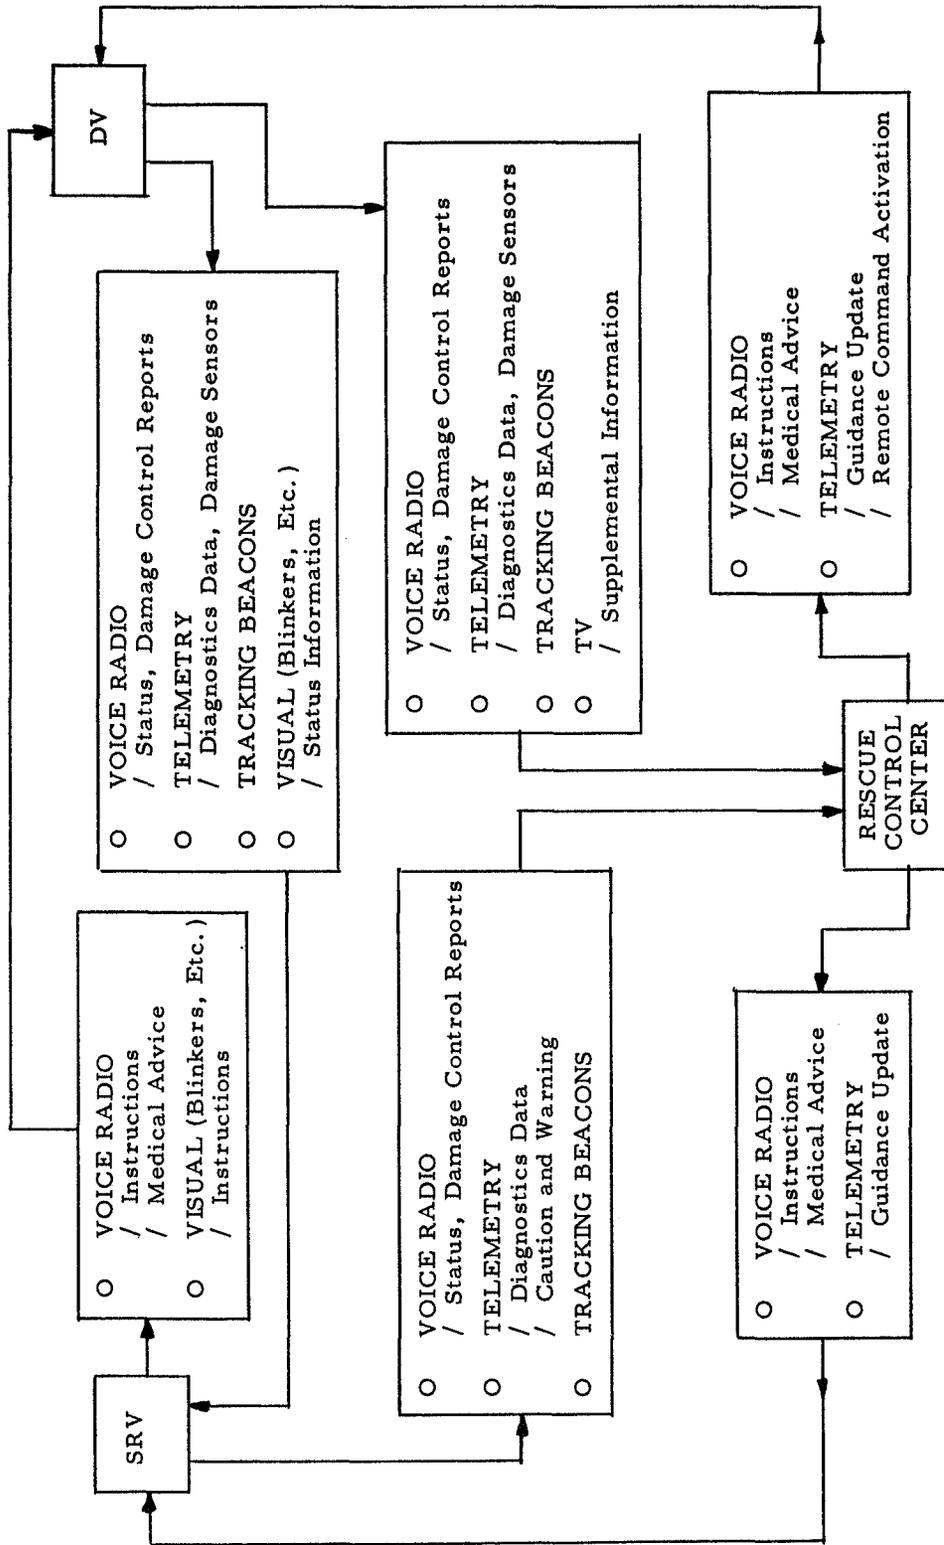 SRV
O VOICE RADIO
/ Instructions
/ Medical Advice
O VISUAL (Blinkers, Etc.)
/ Instructions
O VOICE RADIO
/ Status, Damage Control Reports
O TELEMETRY
/ Diagnostics Data, Damage Sensors
O TRACKING BEACONS
O VISUAL (Blinkers, Etc.)
/ Status Information
DV
O VOICE RADIO
/ Status, Damage Control Reports
O TELEMETRY
/ Diagnostics Data
/ Caution and Warning
O TRACKING BEACONS
O VOICE RADIO
/ Status, Damage Control Reports
O TELEMETRY
/ Diagnostics Data, Damage Sensors
O TRACKING BEACONS
O TV
/ Supplemental Information
O VOICE RADIO
/ Instructions
/ Medical Advice
O TELEMETRY
/ Guidance Update
RESCUE
CONTROL
CENTER
O VOICE RADIO
/ Instructions
/ Medical Advice
O TELEMETRY
/ Guidance Update
/ Remote Command Activation